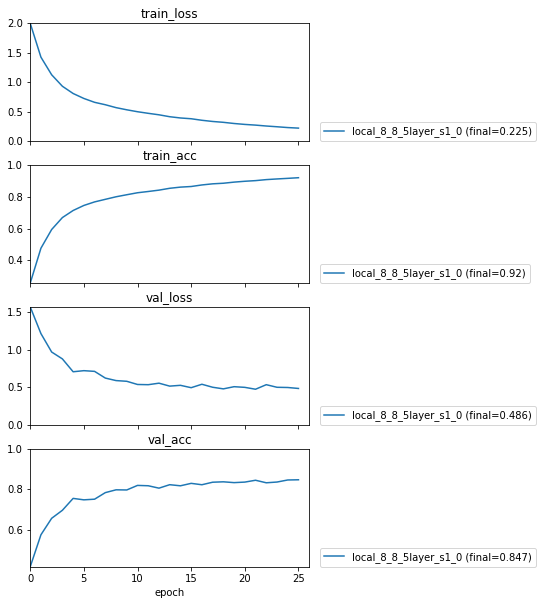 train_loss
2.0
1.5
1.0
0.5
0.0
local_8_8_5layer_s1_0 (final=0.225)
train_acc
1.0
0.8
0.6
0.4
local_8_8_5layer_s1_0 (final=0.92)
val_loss
1.5
1.0
0.5
0.0
local_8_8_5layer_s1_0 (final=0.486)
val_acc
1.0
0.8
0.6
local_8_8_5layer_s1_0 (final=0.847)
0 5 10 15 20 25
epoch